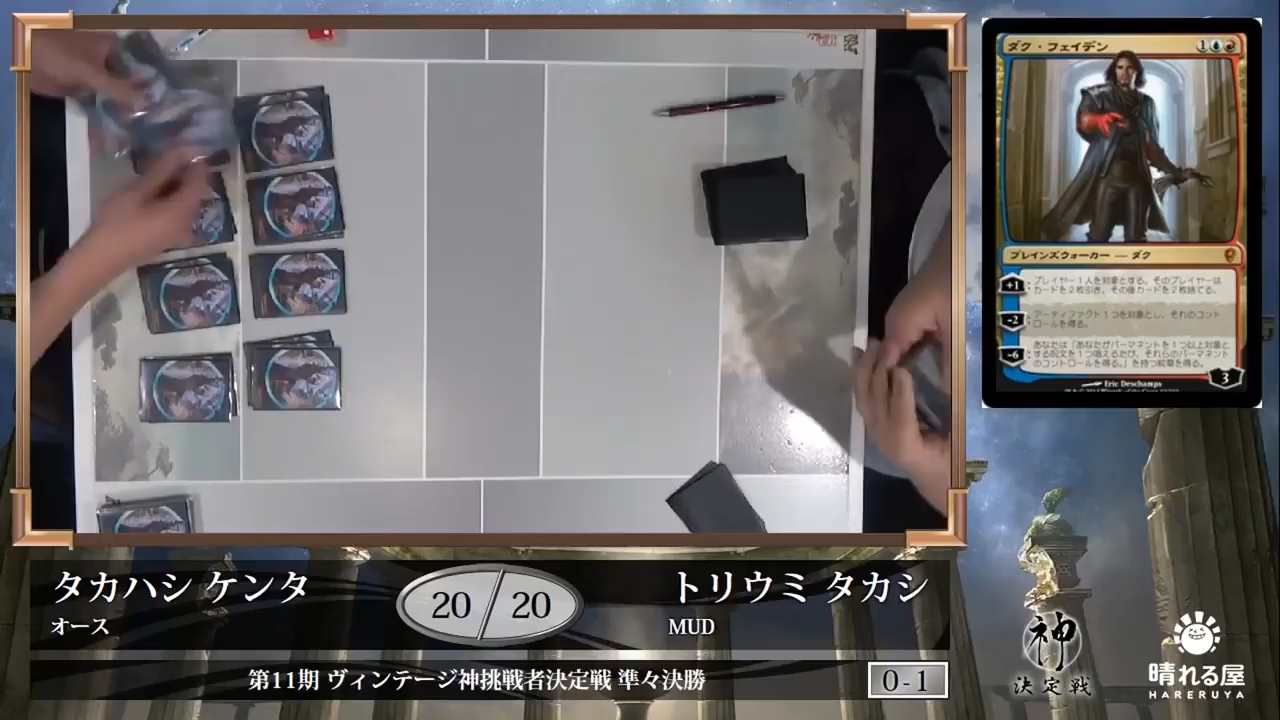 ダク・フェイデン
プレインズウォーカー — ダク
+1
プレイヤー1人を対象とする。そのプレイヤーは
カードを2枚引き、その後カードを2枚捨てる。
-2
アーティファクト1つを対象とし、それのコント
ロールを得る。
-6
あなたは「あなたがパーマネントを1つ以上対象と
する呪文を1つ唱えるたび、それらのパーマネント
のコントロールを得る。」を持つ紋章を得る。
3
Eric Deschamps
タカハシ ケンタ
オース
20 / 20
トリウミ タカシ
MUD
第11期 ヴィンテージ神挑戦者決定戦 準々決勝
0-1
神
決定戦
晴れる屋
HARERUYA